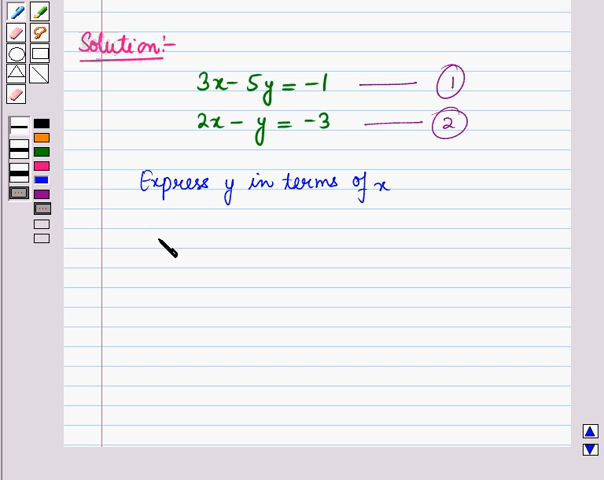 Solution:-
3x - 5y = -1 —— 1
2x - y = -3 —— 2
Express y in terms of x